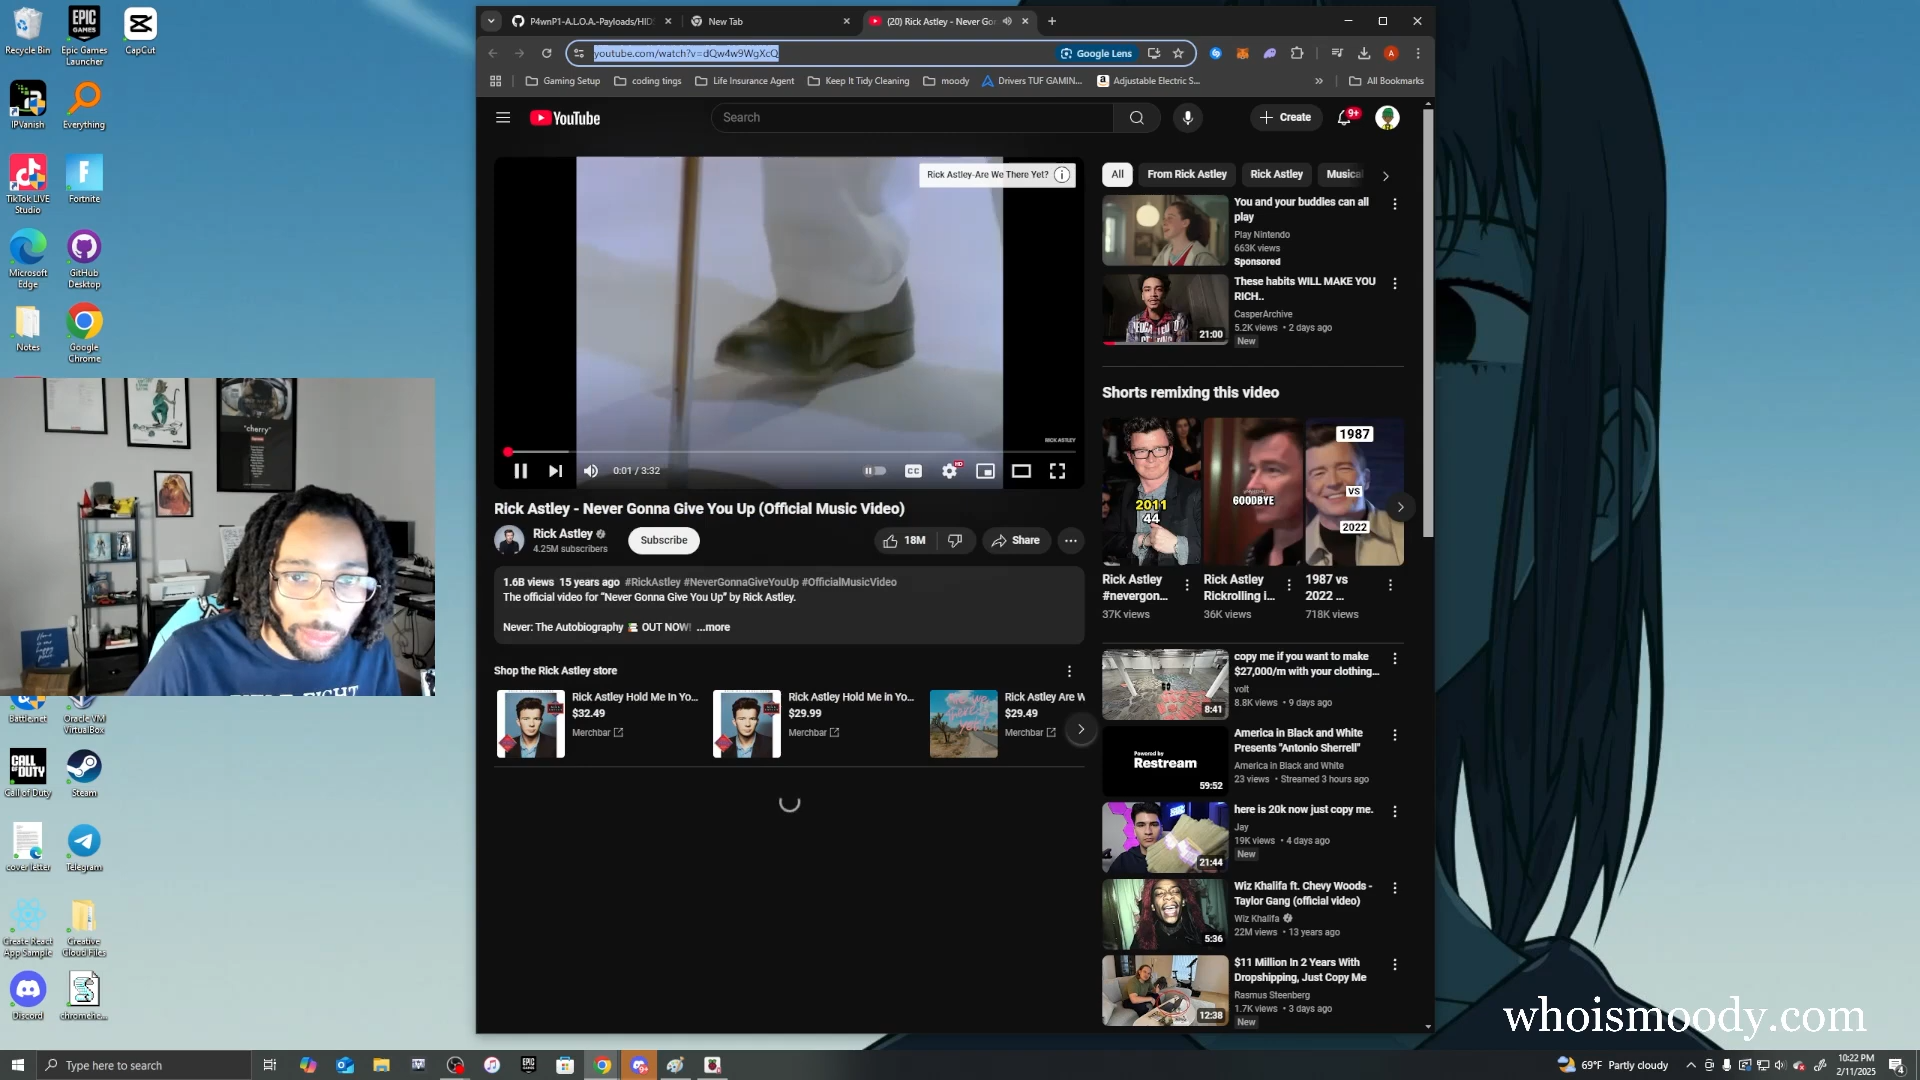 Recycle Bin
Epic Games Launcher
CapCut
IPVanish
Everything
TikTok LIVE Studio
Fortnite
Microsoft Edge
GitHub Desktop
Notes
Google Chrome
Battle.net
Oracle VM VirtualBox
Call of Duty
Steam
cover letter
Telegram
Create React App Sample
Creative Cloud Files
Discord
chromehe...
"cherry"
P4wnP1-A.L.O.A.-Payloads/HID
New Tab
(20) Rick Astley - Never Gon
youtube.com/watch?v=dQw4w9WgXcQ
Google Lens
Gaming Setup
coding tings
Life Insurance Agent
Keep It Tidy Cleaning
moody
Drivers TUF GAMIN...
Adjustable Electric S...
All Bookmarks
YouTube
Search
Create
9+
Rick Astley-Are We There Yet?
RICK ASTLEY
0:01 / 3:32
Rick Astley - Never Gonna Give You Up (Official Music Video)
Rick Astley
4.25M subscribers
Subscribe
18M
Share
1.6B views 15 years ago #RickAstley #NeverGonnaGiveYouUp #OfficialMusicVideo
The official video for “Never Gonna Give You Up” by Rick Astley.
Never: The Autobiography 📚 OUT NOW! ...more
Shop the Rick Astley store
Rick Astley Hold Me In Yo...
$32.49
Merchbar
Rick Astley Hold Me in Yo...
$29.99
Merchbar
Rick Astley Are W
$29.49
Merchbar
All
From Rick Astley
Rick Astley
Musical
You and your buddies can all
play
Play Nintendo
663K views
Sponsored
These habits WILL MAKE YOU
RICH..
CasperArchive
5.2K views • 2 days ago
New
21:00
Shorts remixing this video
2011
44
GOODBYE
1987
VS
2022
Rick Astley
#nevergon...
37K views
Rick Astley
Rickrolling i...
36K views
1987 vs
2022 ...
718K views
copy me if you want to make
$27,000/m with your clothing...
volt
8.8K views • 9 days ago
8:41
America in Black and White
Presents "Antonio Sherrell"
America in Black and White
23 views • Streamed 3 hours ago
Powered by
Restream
59:52
here is 20k now just copy me.
Jay
19K views • 4 days ago
New
21:44
Wiz Khalifa ft. Chevy Woods -
Taylor Gang (official video)
Wiz Khalifa
22M views • 13 years ago
5:36
$11 Million In 2 Years With
Dropshipping, Just Copy Me
Rasmus Steenberg
1.7K views • 3 days ago
New
12:38
whoismoody.com
Type here to search
69°F Partly cloudy
10:22 PM
2/11/2025
4